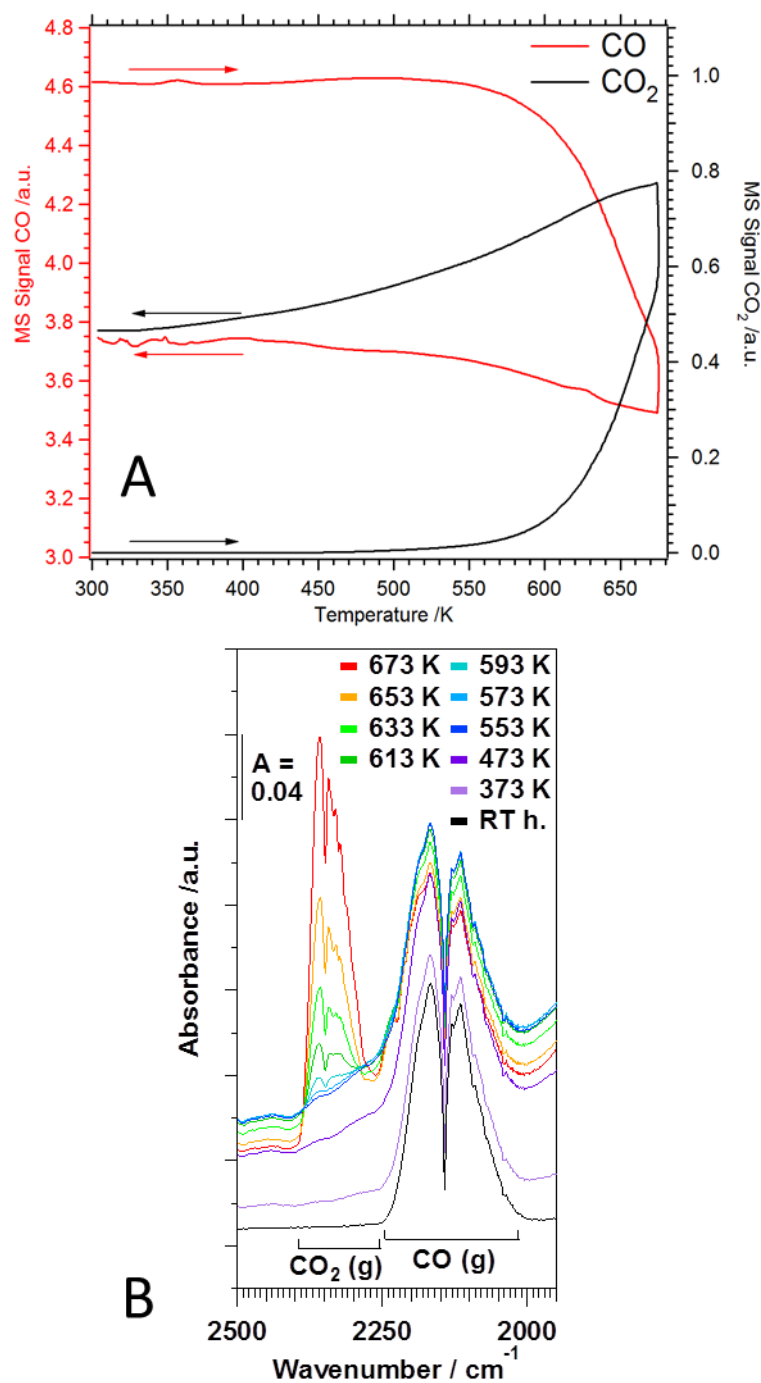 4.8
4.6
4.4
4.2
4.0
3.8
3.6
3.4
3.2
3.0
MS Signal CO /a.u.
CO
CO2
1.0
0.8
0.6
0.4
0.2
0.0
MS Signal CO2 /a.u.
A
300 350 400 450 500 550 600 650
Temperature /K
673 K 593 K
653 K 573 K
633 K 553 K
613 K 473 K
373 K
RT h.
A =
0.04
Absorbance /a.u.
CO2 (g) CO (g)
B
2500 2250 2000
Wavenumber / cm-1